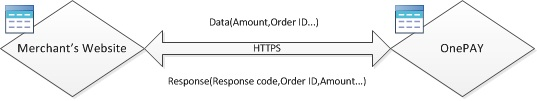 Data(Amount,Order ID...)
Merchant's Website
HTTPS
OnePAY
Response(Response code,Order ID,Amount...)